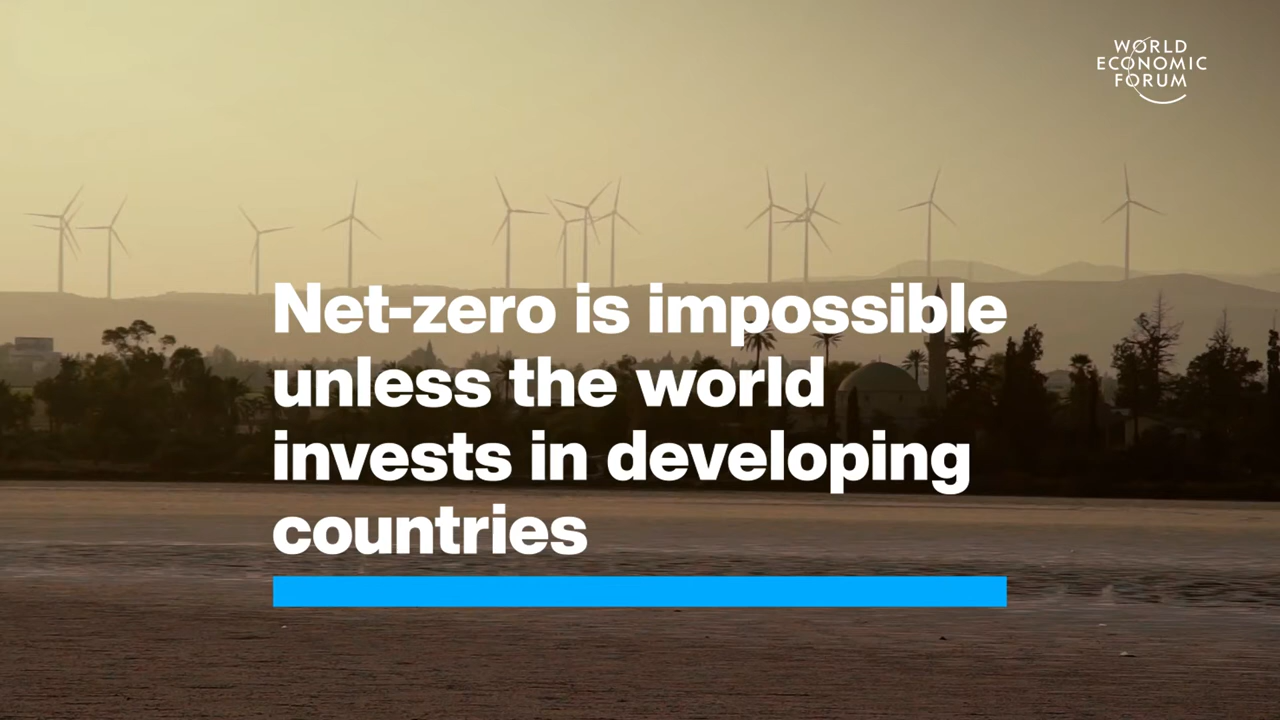 WORLD
ECONOMIC
FORUM
Net-zero is impossible
unless the world
invests in developing
countries